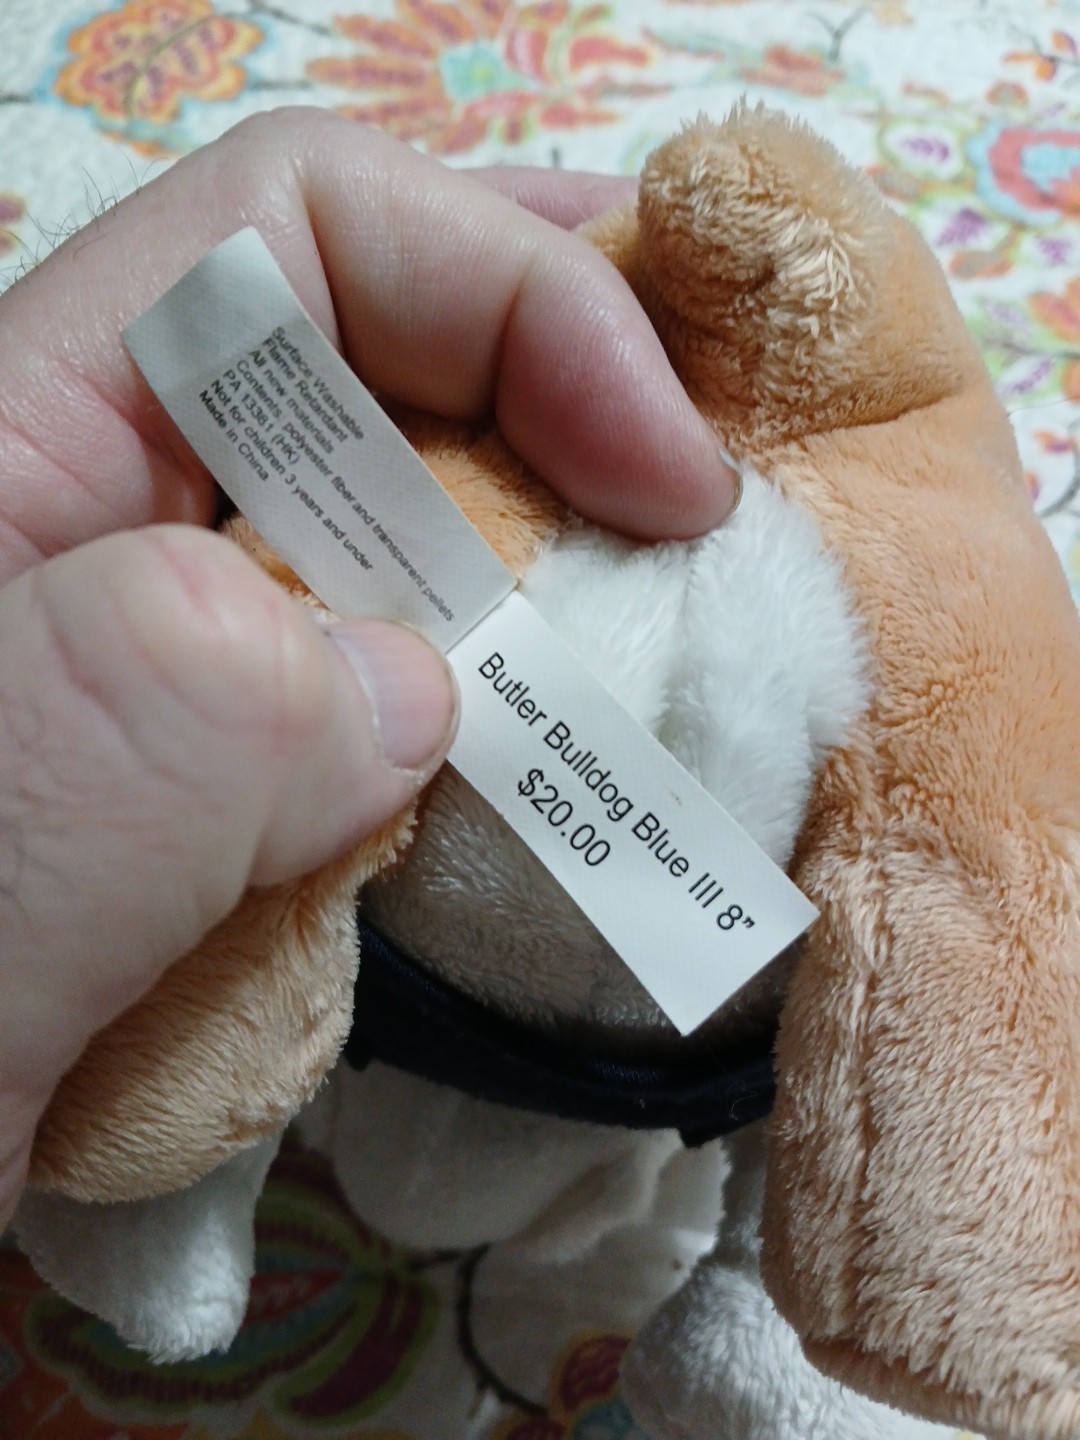 Surface Washable
Flame Retardant
All new materials
Contents: polyester fiber and transparent pellets
PA 13361 (HK)
Not for children 3 years and under
Made in China
Butler Bulldog Blue III 8”
$20.00